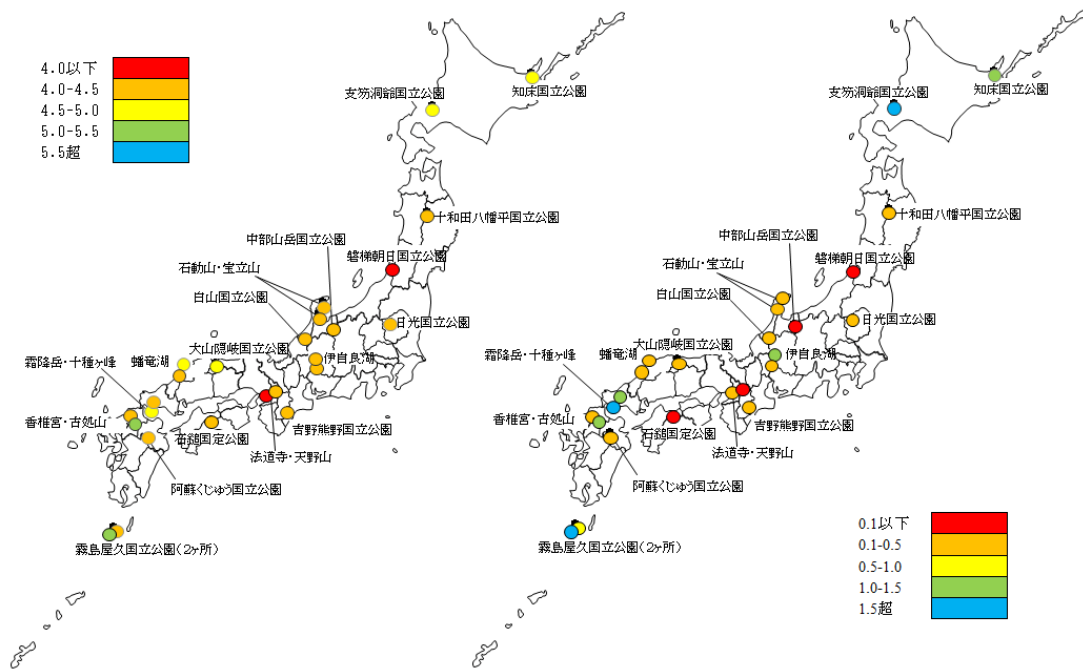 4.0以下
4.0-4.5
4.5-5.0
5.0-5.5
5.5超
支笏洞爺国立公園
知床国立公園
十和田八幡平国立公園
中部山岳国立公園
磐梯朝日国立公園
石動山・宝立山
白山国立公園
日光国立公園
大山隠岐国立公園
伊自良湖
蟠竜湖
霜降岳・十種ヶ峰
香椎宮・古処山
石鎚国定公園
吉野熊野国立公園
法道寺・天野山
阿蘇くじゅう国立公園
霧島屋久国立公園(2ヶ所)
支笏洞爺国立公園
知床国立公園
十和田八幡平国立公園
中部山岳国立公園
磐梯朝日国立公園
石動山・宝立山
白山国立公園
日光国立公園
大山隠岐国立公園
伊自良湖
蟠竜湖
霜降岳・十種ヶ峰
香椎宮・古処山
石鎚国定公園
吉野熊野国立公園
法道寺・天野山
阿蘇くじゅう国立公園
霧島屋久国立公園(2ヶ所)
0.1以下
0.1-0.5
0.5-1.0
1.0-1.5
1.5超